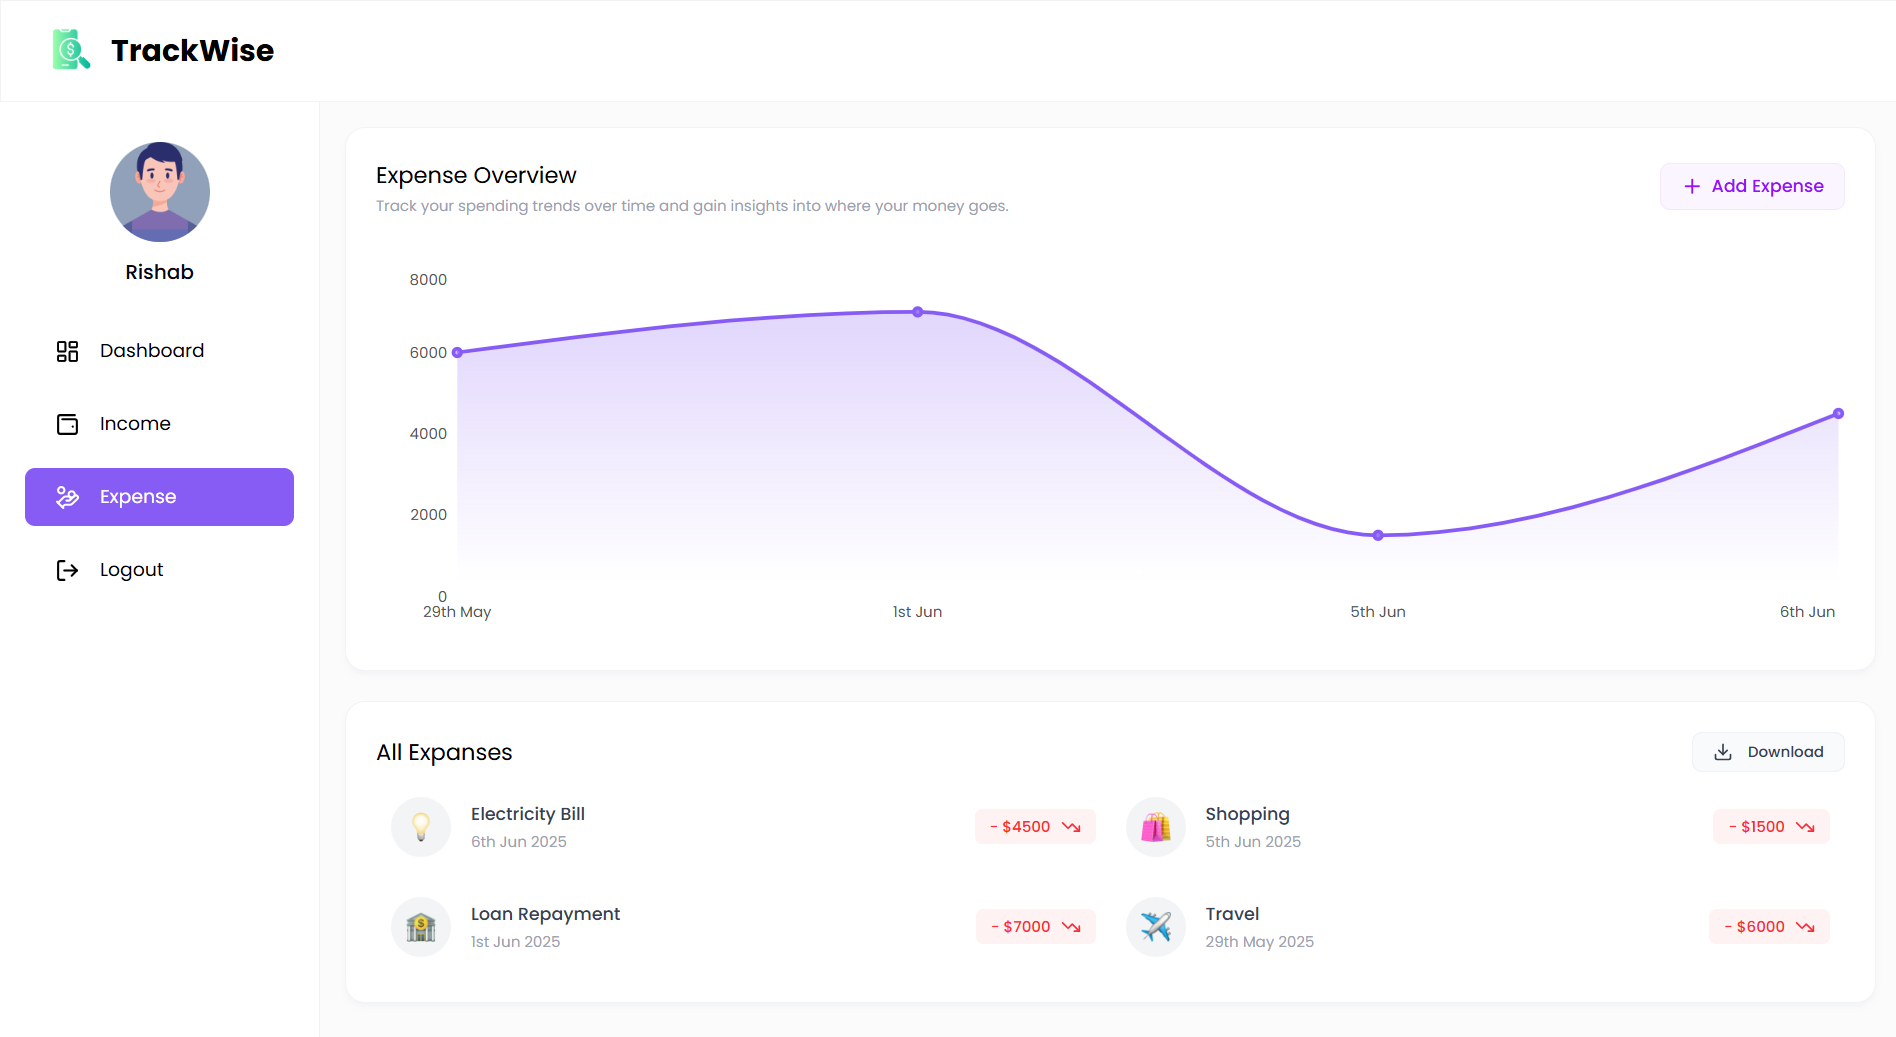 TrackWise
Rishab
Dashboard
Income
Expense
Logout
Expense Overview
Track your spending trends over time and gain insights into where your money goes.
+ Add Expense
8000
6000
4000
2000
0
29th May 1st Jun 5th Jun 6th Jun
All Expanses
Download
Electricity Bill
6th Jun 2025
- $4500
Shopping
5th Jun 2025
- $1500
Loan Repayment
1st Jun 2025
- $7000
Travel
29th May 2025
- $6000